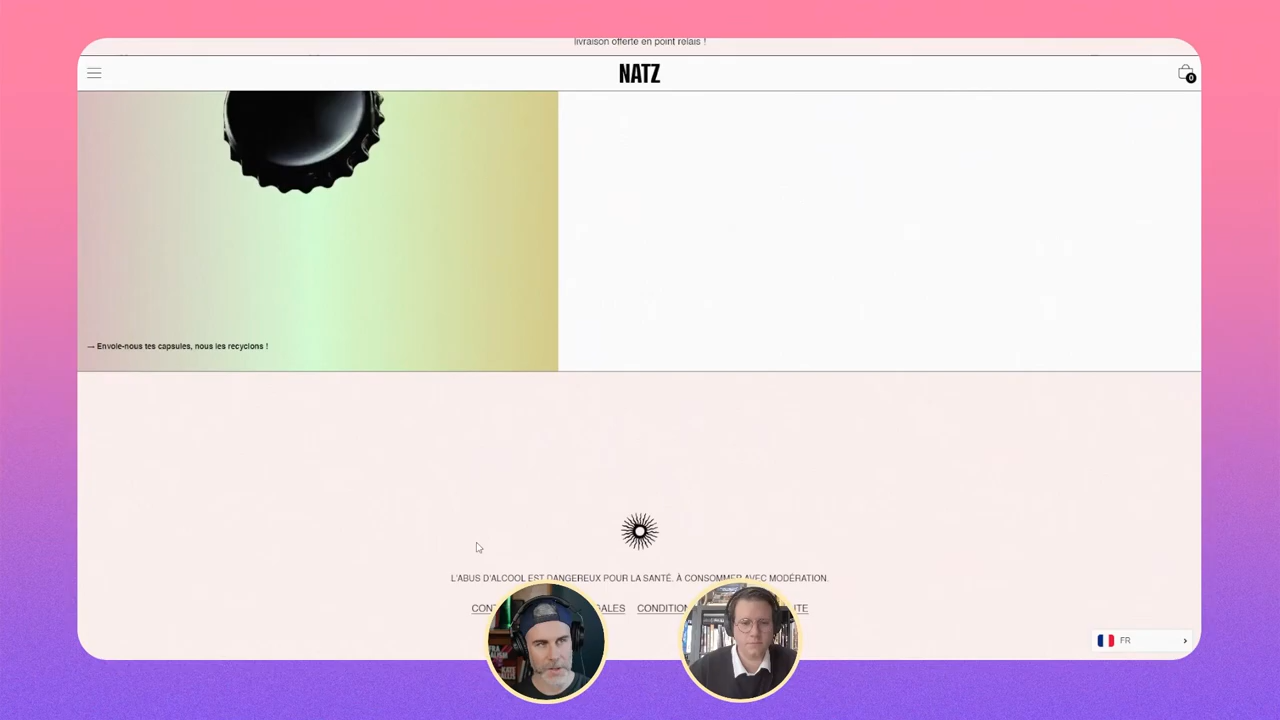 livraison offerte en point relais !
NATZ
0
— Envoie-nous tes capsules, nous les recyclons !
L'ABUS D'ALCOOL EST DANGEREUX POUR LA SANTÉ. À CONSOMMER AVEC MODÉRATION.
FR